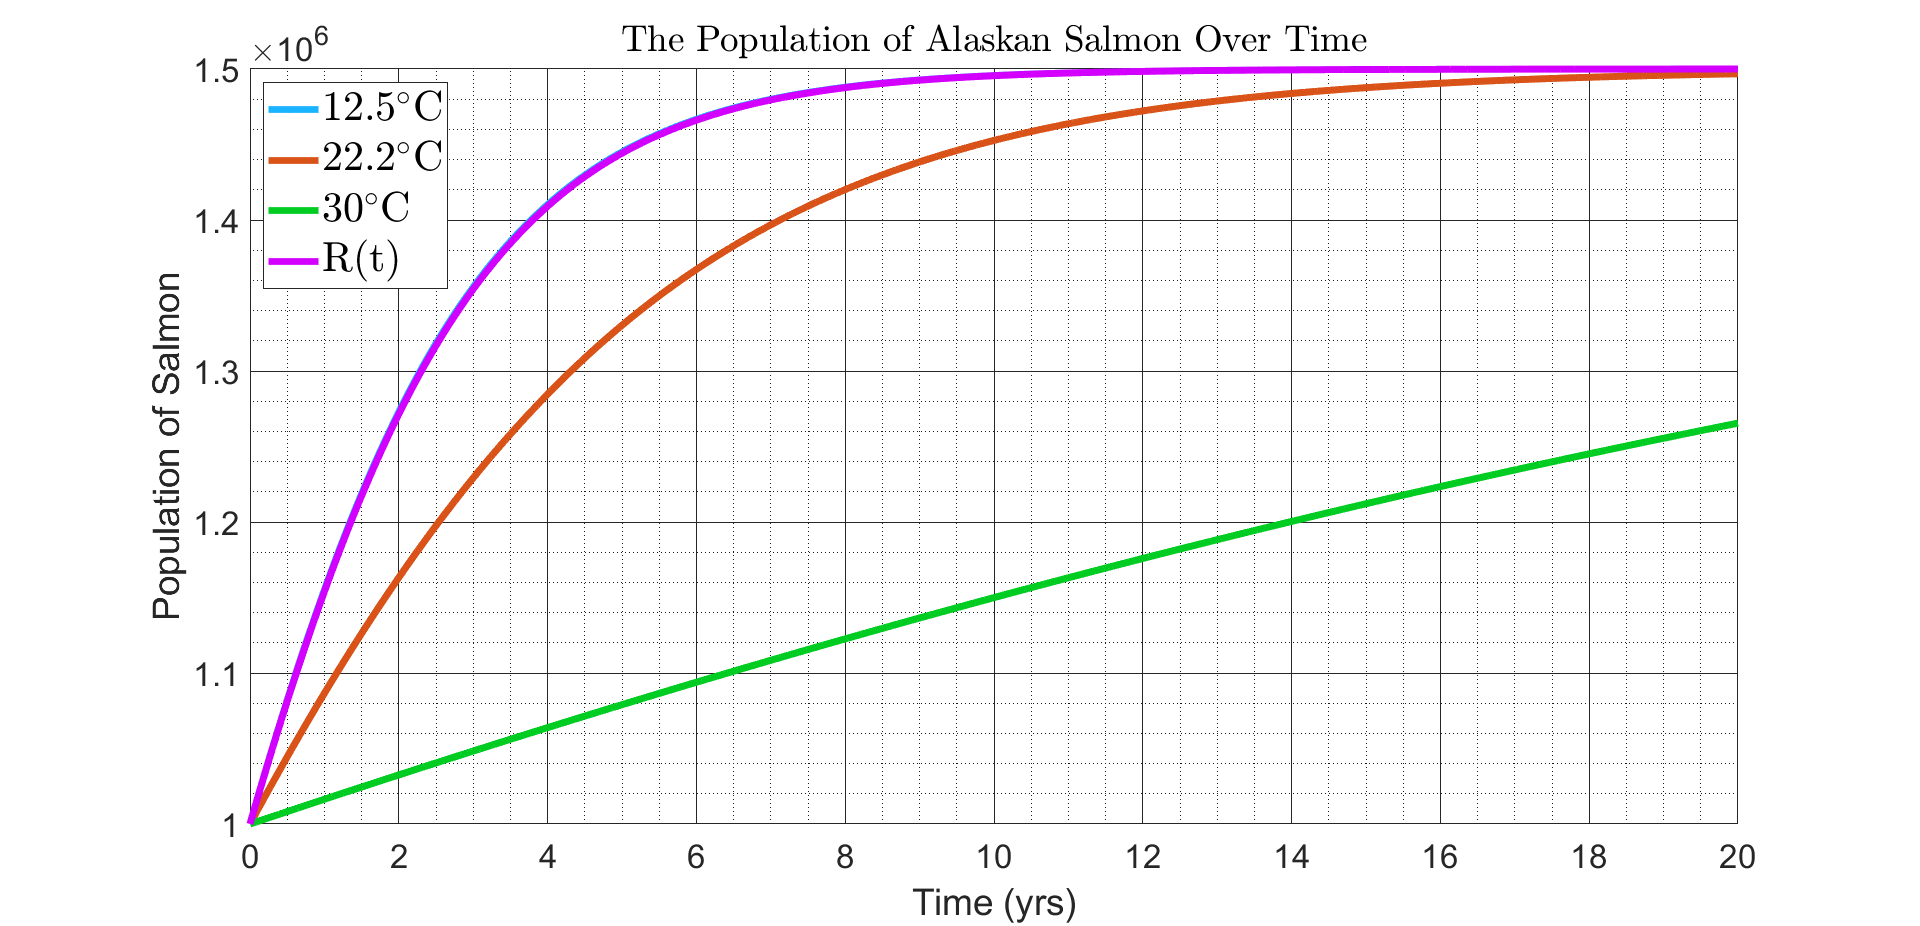 The Population of Alaskan Salmon Over Time
×10⁶
1.5
1.4
1.3
1.2
1.1
1
12.5°C
22.2°C
30°C
R(t)
Population of Salmon
0 2 4 6 8 10 12 14 16 18 20
Time (yrs)